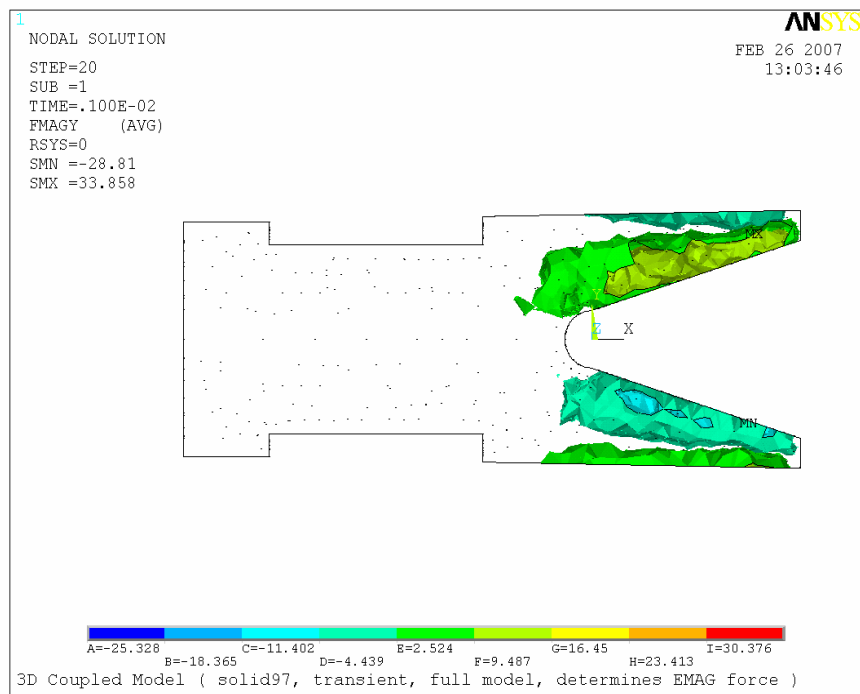 1
ANSYS
NODAL SOLUTION
FEB 26 2007
13:03:46
STEP=20
SUB =1
TIME=.100E-02
FMAGY (AVG)
RSYS=0
SMN =-28.81
SMX =33.858
MX
Y
Z X
MN
A=-25.328 C=-11.402 E=2.524 G=16.45 I=30.376
B=-18.365 D=-4.439 F=9.487 H=23.413
3D Coupled Model ( solid97, transient, full model, determines EMAG force )